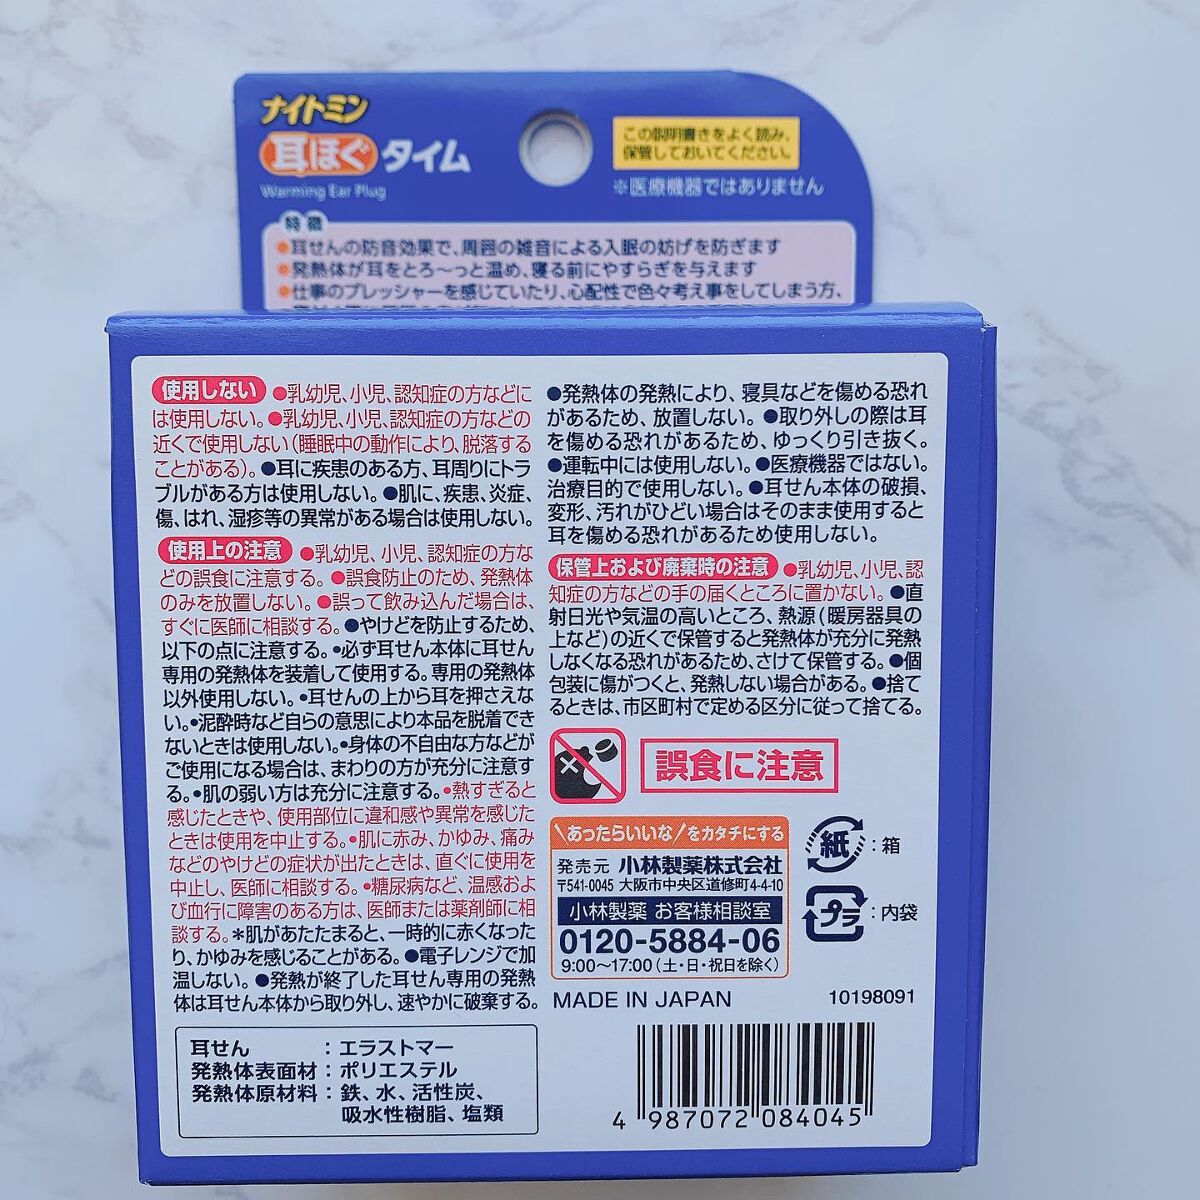 ナイトミン
耳ほぐタイム
Warming Ear Plug
この説明書きをよく読み、
保管しておいてください。
※医療機器ではありません
特徴
●耳せんの防音効果で、周囲の雑音による入眠の妨げを防ぎます
●発熱体が耳をとろ〜っと温め、寝る前にやすらぎを与えます
●仕事のプレッシャーを感じていたり、心配性で色々考え事をしてしまう方、
使用しない ●乳幼児、小児、認知症の方などに
は使用しない。●乳幼児、小児、認知症の方などの
近くで使用しない（睡眠中の動作により、脱落する
ことがある）。●耳に疾患のある方、耳周りにトラ
ブルがある方は使用しない。●肌に、疾患、炎症、
傷、はれ、湿疹等の異常がある場合は使用しない。
使用上の注意 ●乳幼児、小児、認知症の方な
どの誤食に注意する。●誤食防止のため、発熱体
のみを放置しない。●誤って飲み込んだ場合は、
すぐに医師に相談する。●やけどを防止するため、
以下の点に注意する。・必ず耳せん本体に耳せん
専用の発熱体を装着して使用する。専用の発熱体
以外使用しない。・耳せんの上から耳を押さえな
い。・泥酔時など自らの意思により本品を脱着でき
ないときは使用しない。・身体の不自由な方などが
ご使用になる場合は、まわりの方が充分に注意す
る。・肌の弱い方は充分に注意する。・熱すぎると
感じたときや、使用部位に違和感や異常を感じた
ときは使用を中止する。・肌に赤み、かゆみ、痛み
などのやけどの症状が出たときは、直ぐに使用を
中止し、医師に相談する。・糖尿病など、温感およ
び血行に障害のある方は、医師または薬剤師に相
談する。＊肌があたたまると、一時的に赤くなった
り、かゆみを感じることがある。●電子レンジで加
温しない。●発熱が終了した耳せん専用の発熱
体は耳せん本体から取り外し、速やかに破棄する。
耳せん　　　：エラストマー
発熱体表面材：ポリエステル
発熱体原材料：鉄、水、活性炭、
吸水性樹脂、塩類
●発熱体の発熱により、寝具などを傷める恐れ
があるため、放置しない。●取り外しの際は耳
を傷める恐れがあるため、ゆっくり引き抜く。
●運転中には使用しない。●医療機器ではない。
治療目的で使用しない。●耳せん本体の破損、
変形、汚れがひどい場合はそのまま使用すると
耳を傷める恐れがあるため使用しない。
保管上および廃棄時の注意 ●乳幼児、小児、認
知症の方などの手の届くところに置かない。●直
射日光や気温の高いところ、熱源（暖房器具の
上など）の近くで保管すると発熱体が充分に発熱
しなくなる恐れがあるため、さけて保管する。●個
包装に傷がつくと、発熱しない場合がある。●捨て
るときは、市区町村で定める区分に従って捨てる。
誤食に注意
\あったらいいな/をカタチにする
発売元 小林製薬株式会社
〒541-0045 大阪市中央区道修町4-4-10
小林製薬 お客様相談室
0120-5884-06
9:00〜17:00（土・日・祝日を除く）
紙：箱
プラ：内袋
MADE IN JAPAN 10198091
4 987072 084045